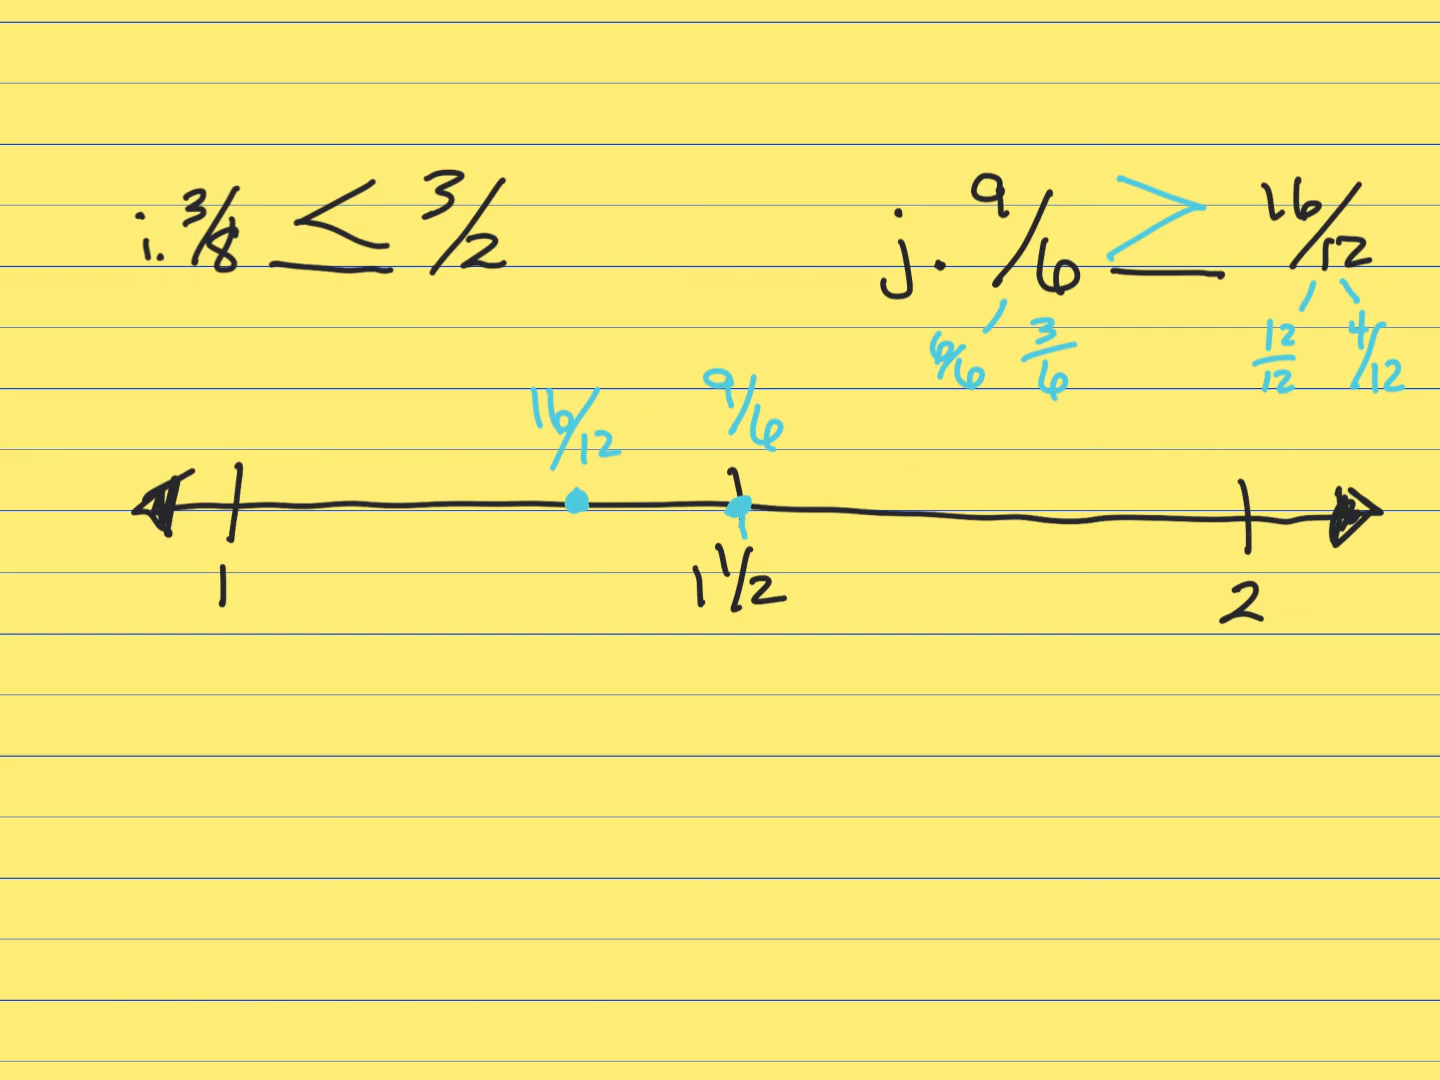 i. 3/8 < 3/2
j. 9/6 > 16/12
6/6 3/6 12/12 4/12
16/12 9/6
1 1 1/2 2